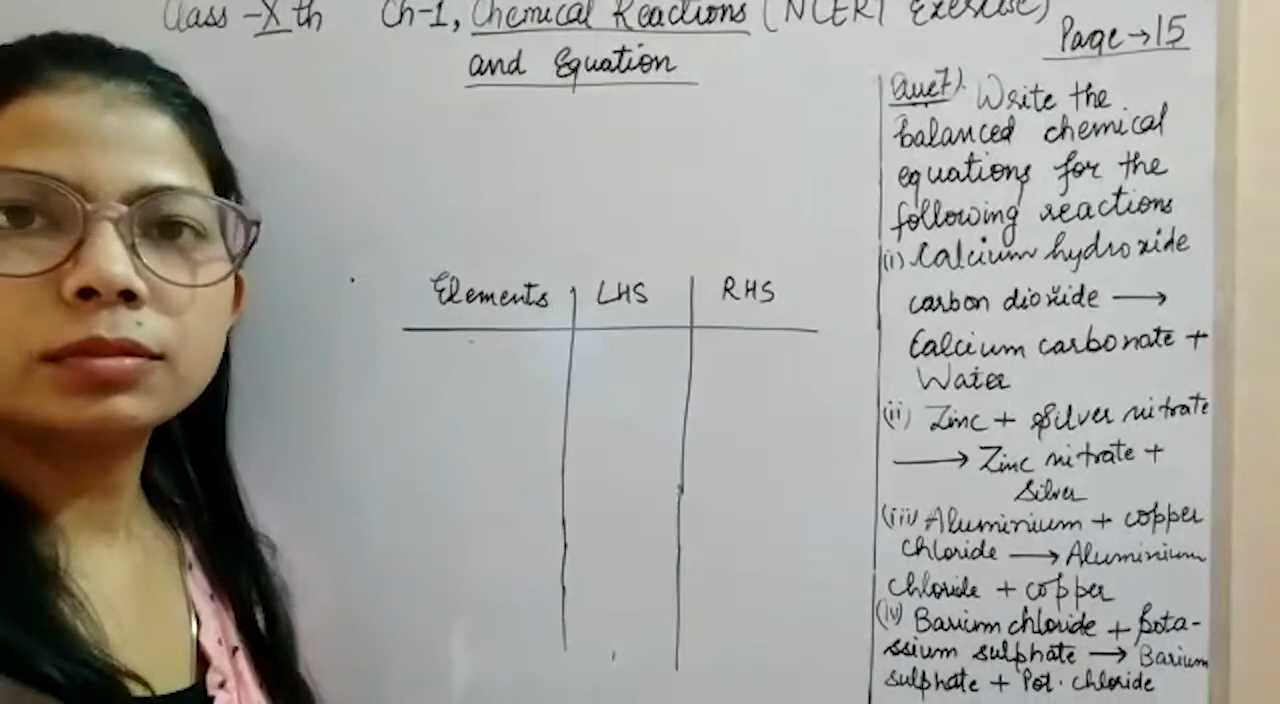 Class - Xth Ch-1, Chemical Reactions (NCERT Exercise)
and Equation
Page→15
Elements LHS RHS
Que7). Write the
balanced chemical
equations for the
following reactions
(i) Calcium hydroxide
carbon dioxide →
Calcium carbonate +
Water
(ii) Zinc + Silver nitrate
→ Zinc nitrate +
Silver
(iii) Aluminium + copper
chloride → Aluminium
chloride + copper
(iv) Barium chloride + Pota-
ssium sulphate → Barium
sulphate + Pot. chloride